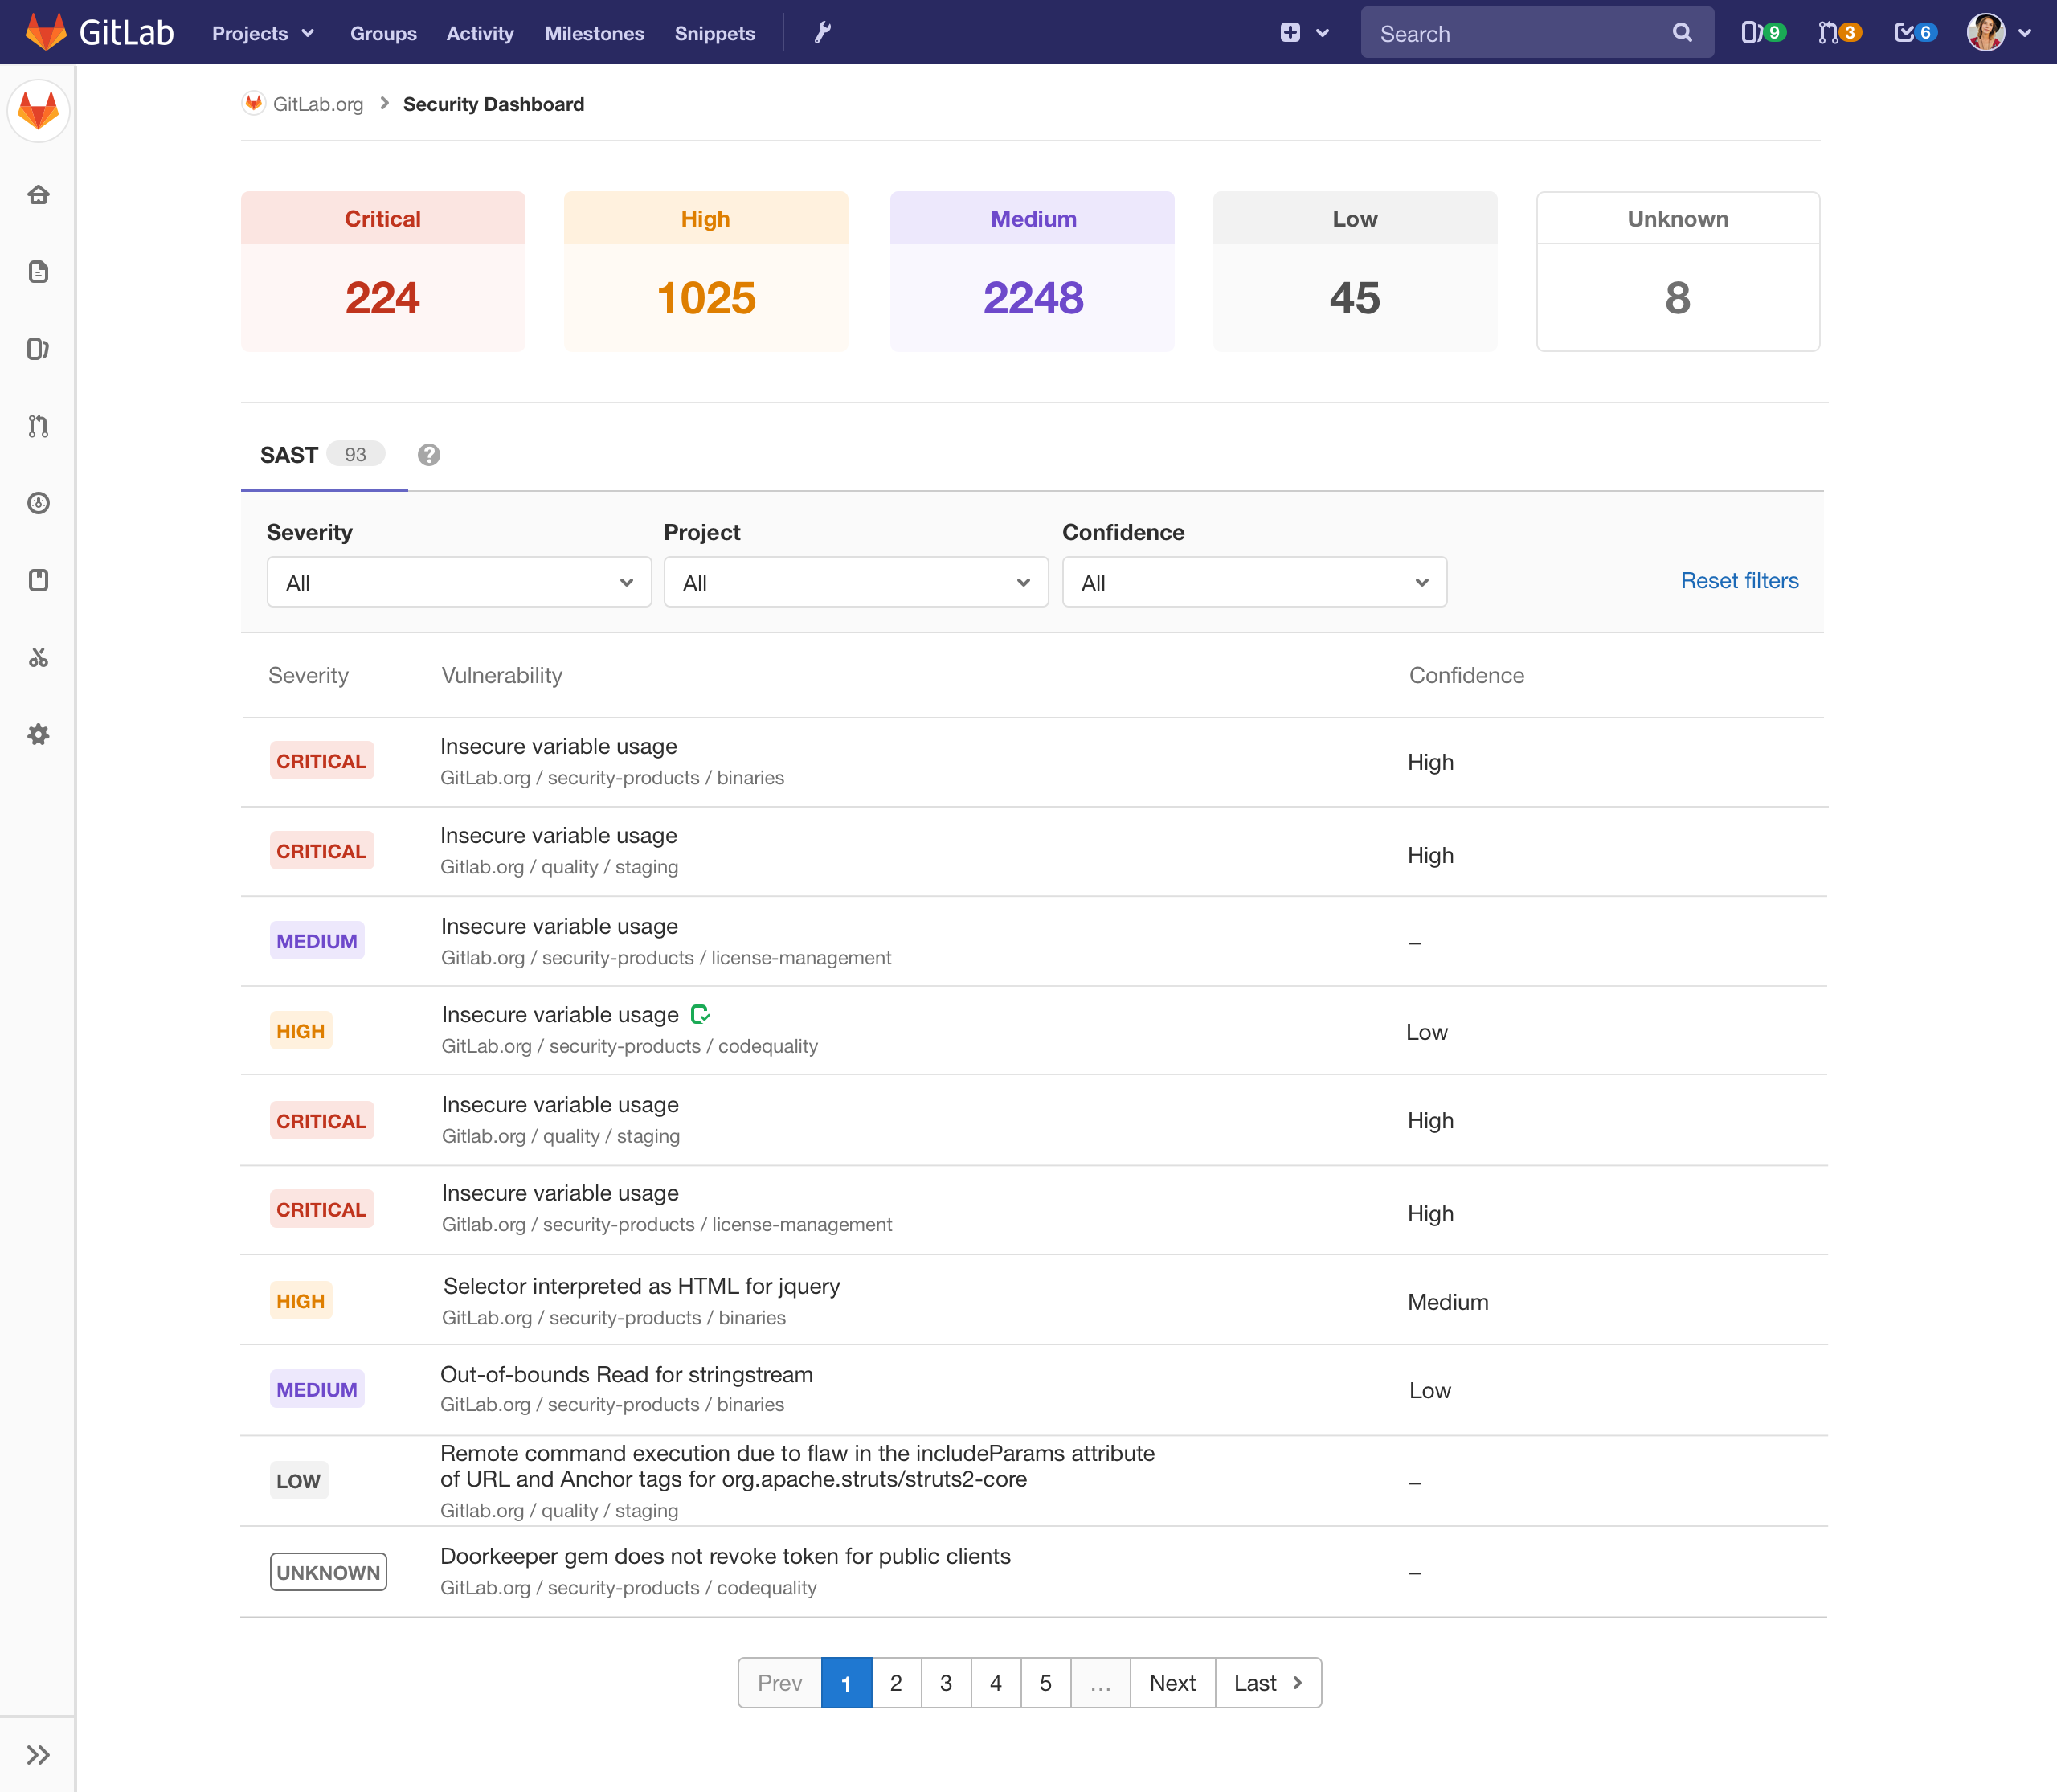 GitLab Projects Groups Activity Milestones Snippets Search 9 3 6
GitLab.org Security Dashboard
Critical High Medium Low Unknown
224 1025 2248 45 8
SAST 93 ?
Severity Project Confidence
All All All Reset filters
Severity Vulnerability Confidence
Insecure variable usage
CRITICAL High
GitLab.org / security-products / binaries
Insecure variable usage
CRITICAL High
Gitlab.org / quality / staging
Insecure variable usage
MEDIUM –
Gitlab.org / security-products / license-management
Insecure variable usage
HIGH Low
GitLab.org / security-products / codequality
Insecure variable usage
CRITICAL High
Gitlab.org / quality / staging
Insecure variable usage
CRITICAL High
Gitlab.org / security-products / license-management
Selector interpreted as HTML for jquery
HIGH Medium
GitLab.org / security-products / binaries
Out-of-bounds Read for stringstream
MEDIUM Low
GitLab.org / security-products / binaries
Remote command execution due to flaw in the includeParams attribute
of URL and Anchor tags for org.apache.struts/struts2-core
LOW –
Gitlab.org / quality / staging
Doorkeeper gem does not revoke token for public clients
UNKNOWN –
GitLab.org / security-products / codequality
Prev 1 2 3 4 5 ... Next Last